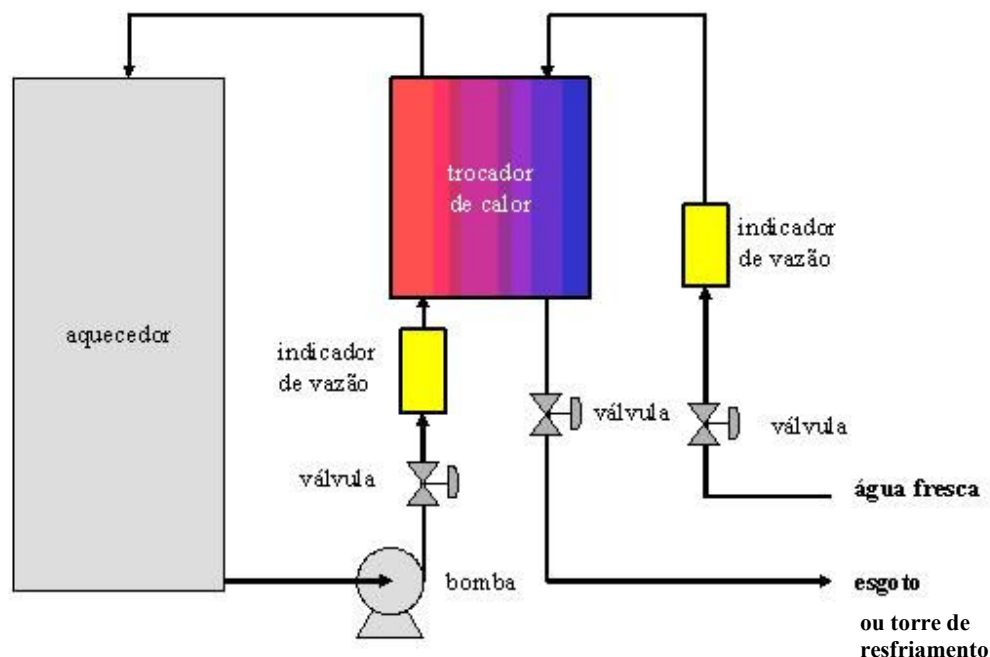 trocador
de calor
indicador
de vazão
aquecedor
indicador
de vazão
válvula
válvula
válvula
água fresca
bomba
esgoto
ou torre de
resfriamento